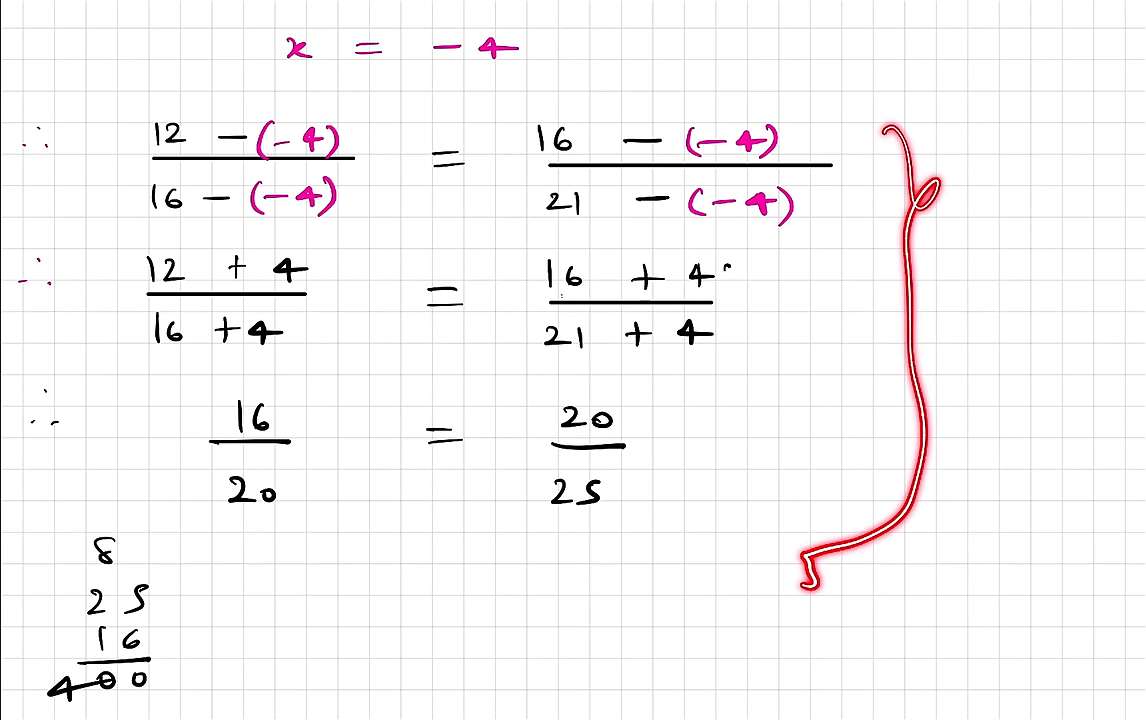 x = - 4
∴ 12 - (- 4) = 16 - (- 4)
16 - (- 4) 21 - (- 4)
∴ 12 + 4 = 16 + 4
16 + 4 21 + 4
∴ 16 = 20
20 25
8
25
16
400